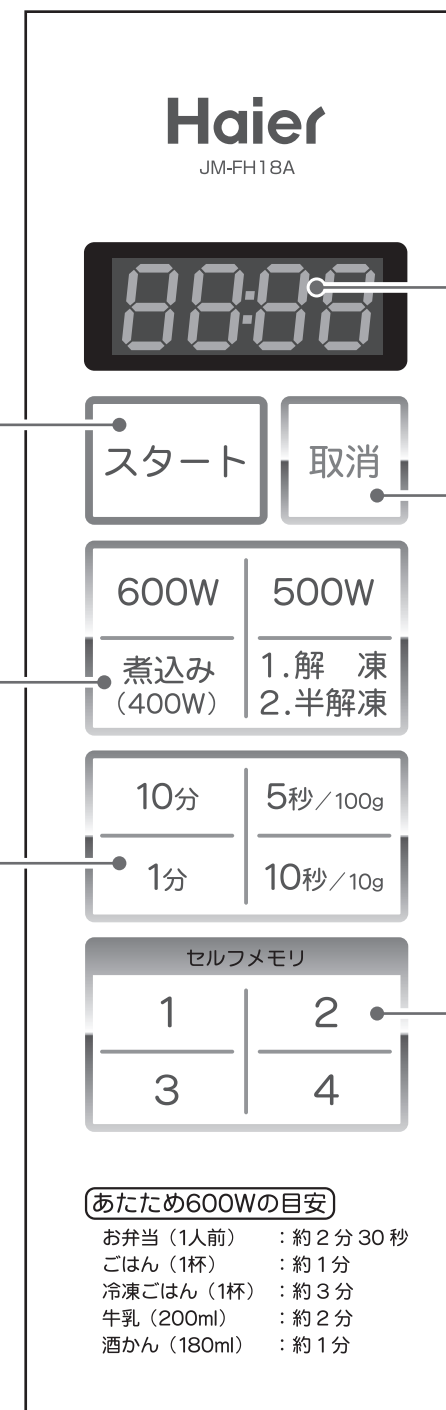 Haier
JM-FH18A
88:88
スタート
取消
600W
500W
煮込み
(400W)
1.解 凍
2.半解凍
10分
5秒/100g
1分
10秒/10g
セルフメモリ
1
2
3
4
あたため600Wの目安
お弁当(1人前) :約2分30秒
ごはん(1杯) :約1分
冷凍ごはん(1杯) :約3分
牛乳(200ml) :約2分
酒かん(180ml) :約1分